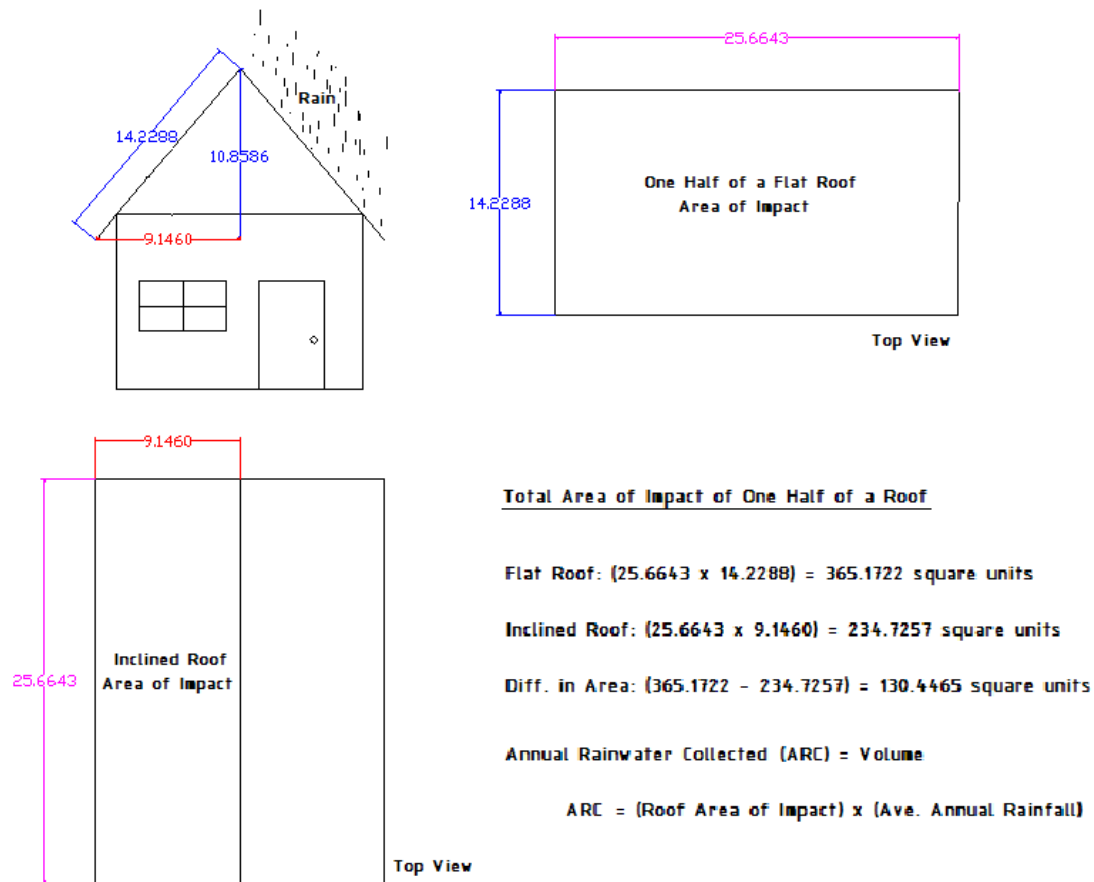 Rain
14.2288
10.8586
9.1460
25.6643
14.2288
One Half of a Flat Roof
Area of Impact
Top View
9.1460
25.6643
Inclined Roof
Area of Impact
Top View
Total Area of Impact of One Half of a Roof
Flat Roof: (25.6643 x 14.2288) = 365.1722 square units
Inclined Roof: (25.6643 x 9.1460) = 234.7257 square units
Diff. in Area: (365.1722 - 234.7257) = 130.4465 square units
Annual Rainwater Collected (ARC) = Volume
ARC = (Roof Area of Impact) x (Ave. Annual Rainfall)